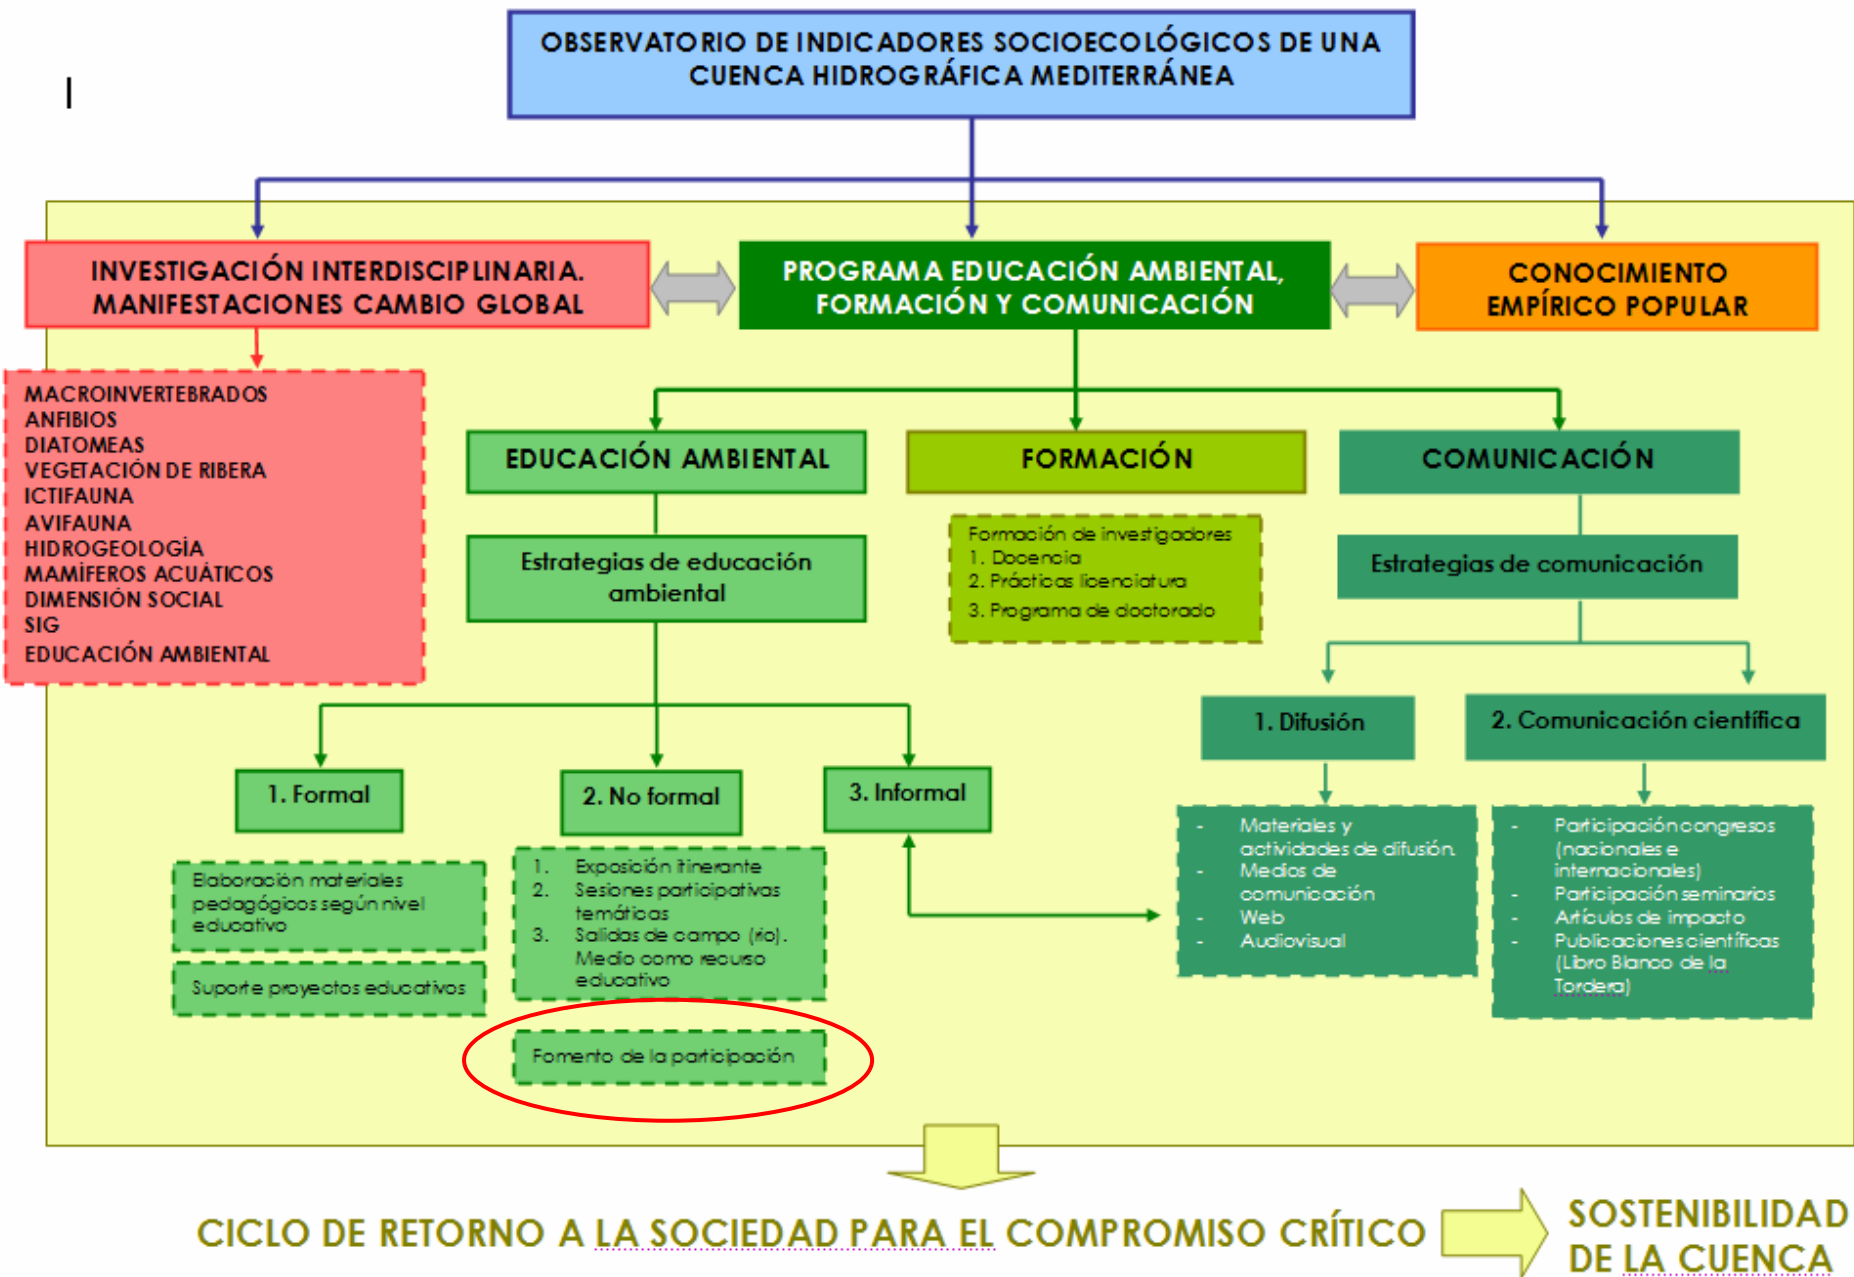 OBSERVATORIO DE INDICADORES SOCIOECOLÓGICOS DE UNA
CUENCA HIDROGRÁFICA MEDITERRÁNEA
INVESTIGACIÓN INTERDISCIPLINARIA.
MANIFESTACIONES CAMBIO GLOBAL
PROGRAMA EDUCACIÓN AMBIENTAL,
FORMACIÓN Y COMUNICACIÓN
CONOCIMIENTO
EMPÍRICO POPULAR
MACROINVERTEBRADOS
ANFIBIOS
DIATOMEAS
VEGETACIÓN DE RIBERA
ICTIFAUNA
AVIFAUNA
HIDROGEOLOGÍA
MAMÍFEROS ACUÁTICOS
DIMENSIÓN SOCIAL
SIG
EDUCACIÓN AMBIENTAL
EDUCACIÓN AMBIENTAL
FORMACIÓN
COMUNICACIÓN
Estrategias de educación
ambiental
Formación de investigadores
1. Docencia
2. Prácticas licenciatura
3. Programa de doctorado
Estrategias de comunicación
1. Difusión
2. Comunicación científica
1. Formal
2. No formal
3. Informal
Elaboración materiales
pedagógicos según nivel
educativo
Suporte proyectos educativos
1. Exposición itinerante
2. Sesiones participativas
temáticas
3. Salidas de campo (río).
Medio como recurso
educativo
Fomento de la participación
- Materiales y
actividades de difusión.
- Medios de
comunicación
- Web
- Audiovisual
- Participación congresos
(nacionales e
internacionales)
- Participación seminarios
- Artículos de impacto
- Publicaciones científicas
(Libro Blanco de la
Tordera)
CICLO DE RETORNO A LA SOCIEDAD PARA EL COMPROMISO CRÍTICO
SOSTENIBILIDAD
DE LA CUENCA